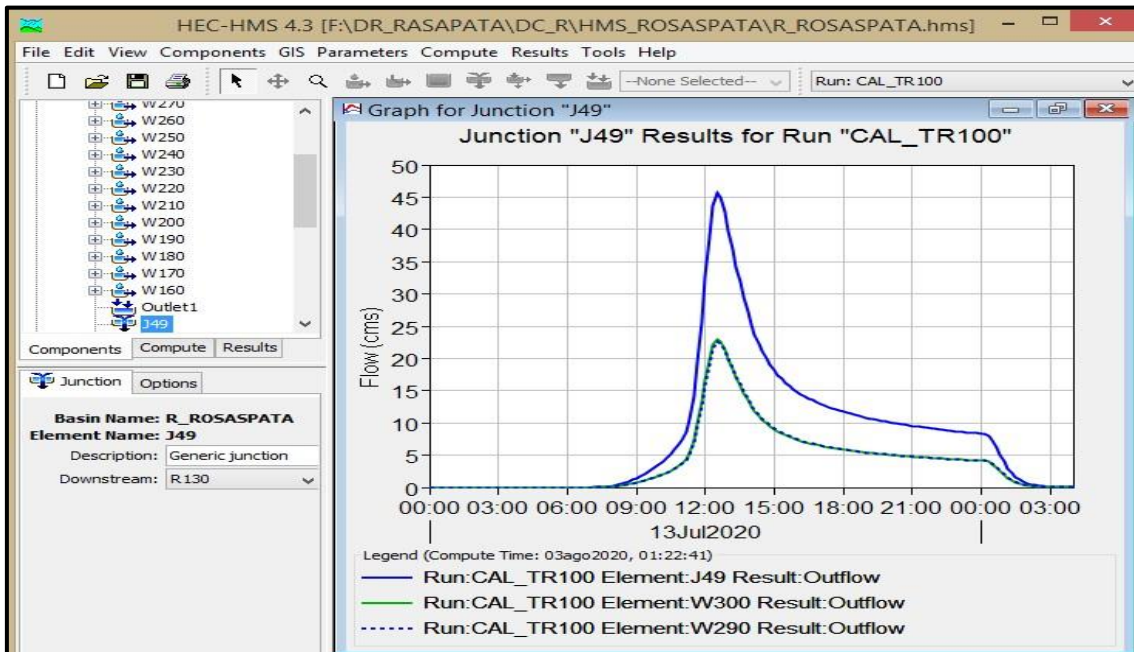 HEC-HMS 4.3 [F:\DR_RASAPATA\DC_R\HMS_ROSASPATA\R_ROSASPATA.hms]
File Edit View Components GIS Parameters Compute Results Tools Help
--None Selected--
Run: CAL_TR100
W270
W260
W250
W240
W230
W220
W210
W200
W190
W180
W170
W160
Outlet1
J49
Components Compute Results
Junction Options
Basin Name: R_ROSASPATA
Element Name: J49
Description: Generic junction
Downstream: R130
Graph for Junction "J49"
Junction "J49" Results for Run "CAL_TR100"
50
45
40
35
30
25
20
15
10
5
0
Flow (cms)
00:00 03:00 06:00 09:00 12:00 15:00 18:00 21:00 00:00 03:00
13Jul2020
Legend (Compute Time: 03ago2020, 01:22:41)
Run:CAL_TR100 Element:J49 Result:Outflow
Run:CAL_TR100 Element:W300 Result:Outflow
Run:CAL_TR100 Element:W290 Result:Outflow